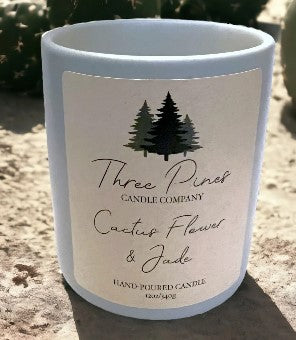 Three Pines
CANDLE COMPANY
Cactus Flower
& Jade
HAND-POURED CANDLE
12oz/340g